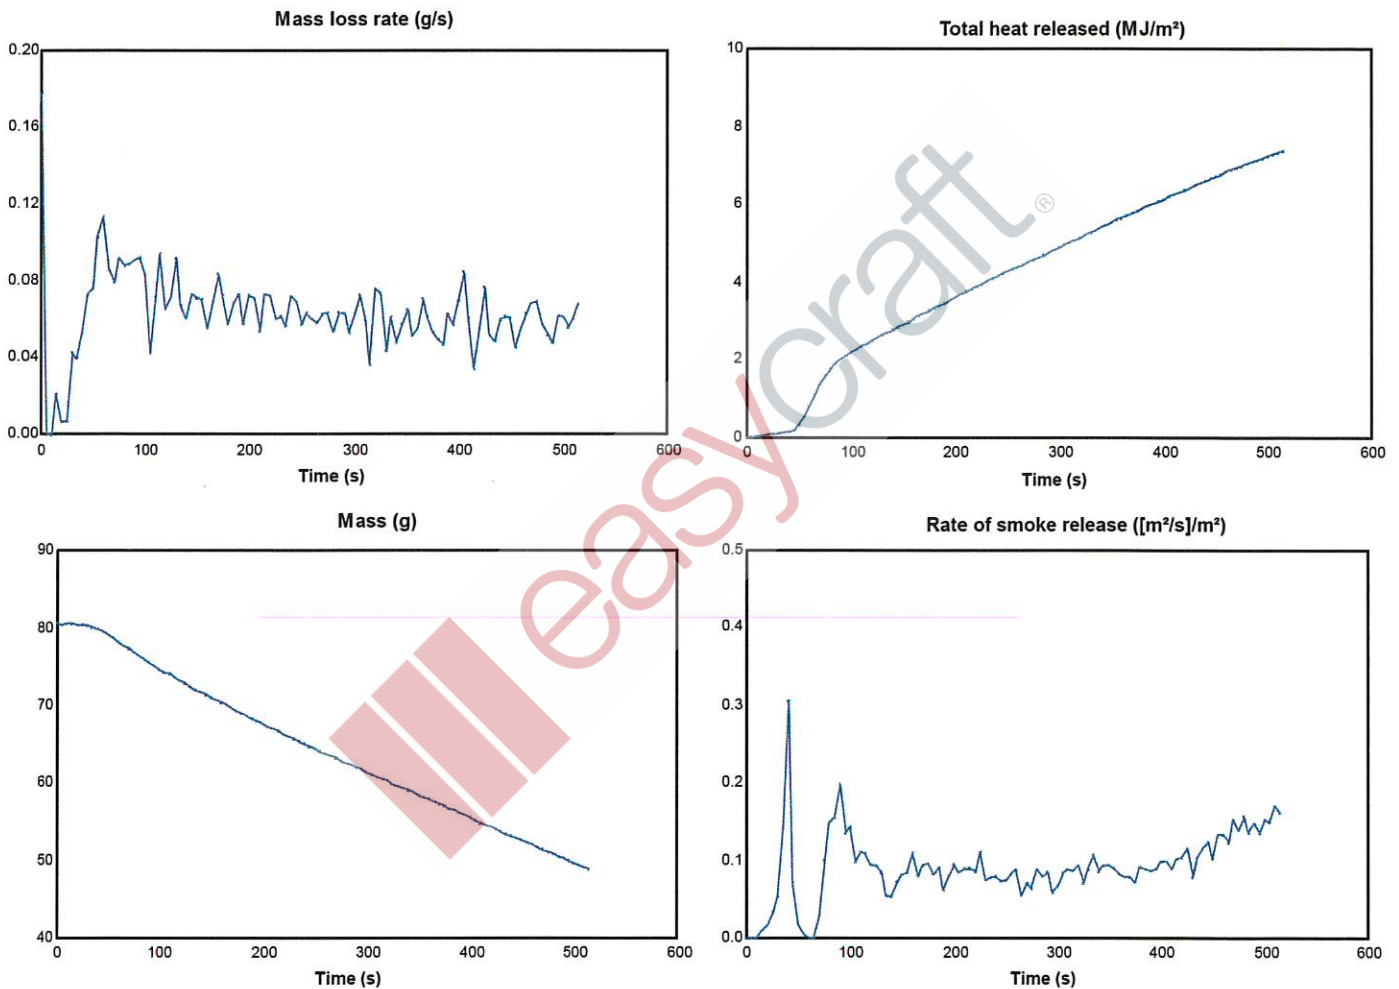 Mass loss rate (g/s)
0.20
0.16
0.12
0.08
0.04
0.00
0 100 200 300 400 500 600
Time (s)
Total heat released (MJ/m²)
10
8
6
4
2
0
0 100 200 300 400 500 600
Time (s)
Mass (g)
90
80
70
60
50
40
0 100 200 300 400 500 600
Time (s)
Rate of smoke release ([m²/s]/m²)
0.5
0.4
0.3
0.2
0.1
0.0
0 100 200 300 400 500 600
Time (s)
easycraft®